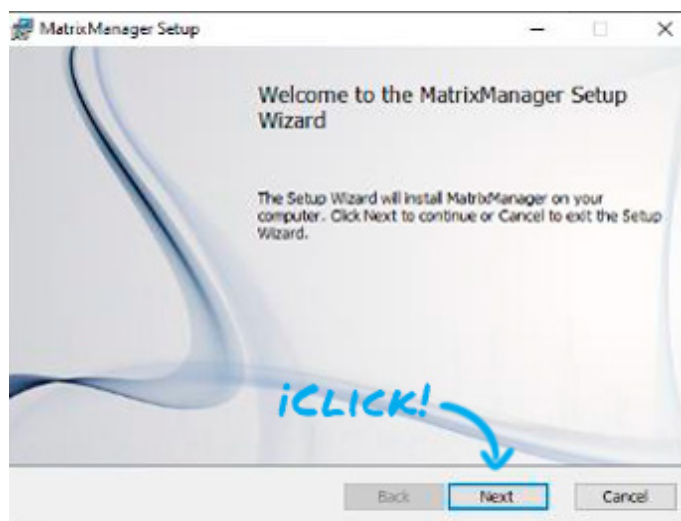 MatrixManager Setup
Welcome to the MatrixManager Setup
Wizard
The Setup Wizard will install MatrixManager on your
computer. Click Next to continue or Cancel to exit the Setup
Wizard.
¡CLICK!
Back Next Cancel